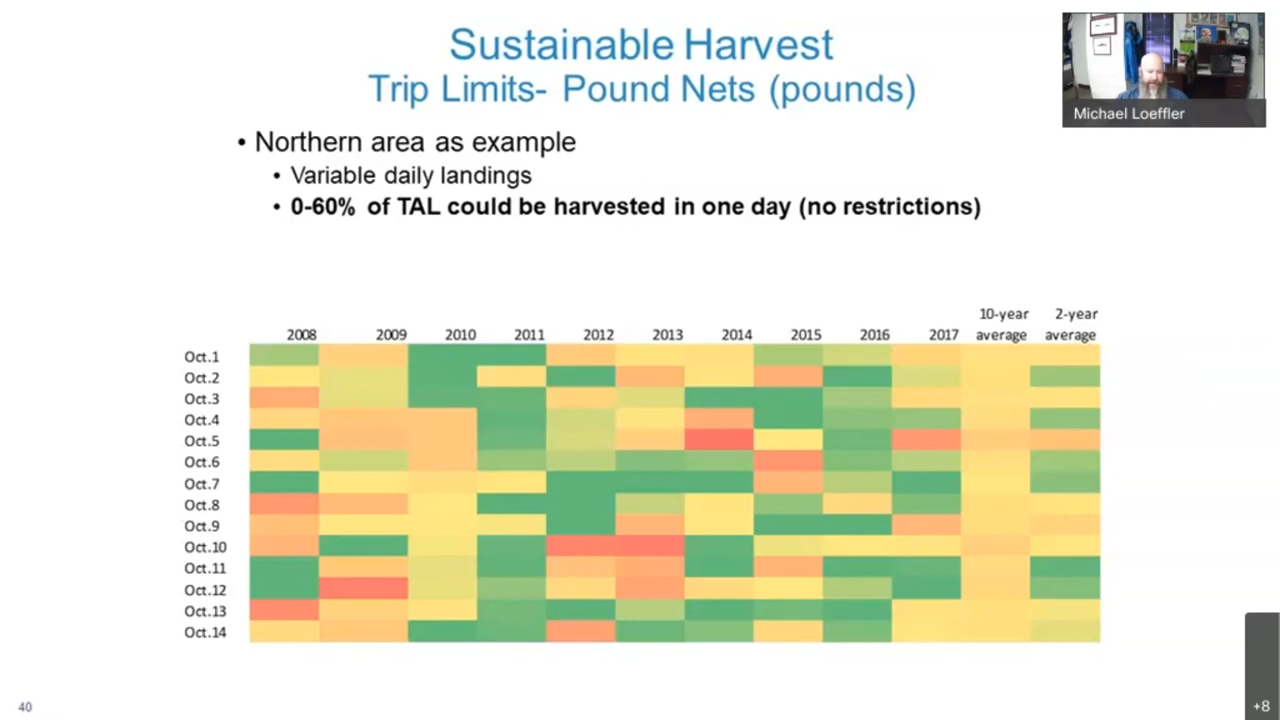 Sustainable Harvest
Trip Limits- Pound Nets (pounds)
Michael Loeffler
• Northern area as example
• Variable daily landings
• 0-60% of TAL could be harvested in one day (no restrictions)
2008 2009 2010 2011 2012 2013 2014 2015 2016 2017 10-year average 2-year average
Oct.1
Oct.2
Oct.3
Oct.4
Oct.5
Oct.6
Oct.7
Oct.8
Oct.9
Oct.10
Oct.11
Oct.12
Oct.13
Oct.14
40
+8